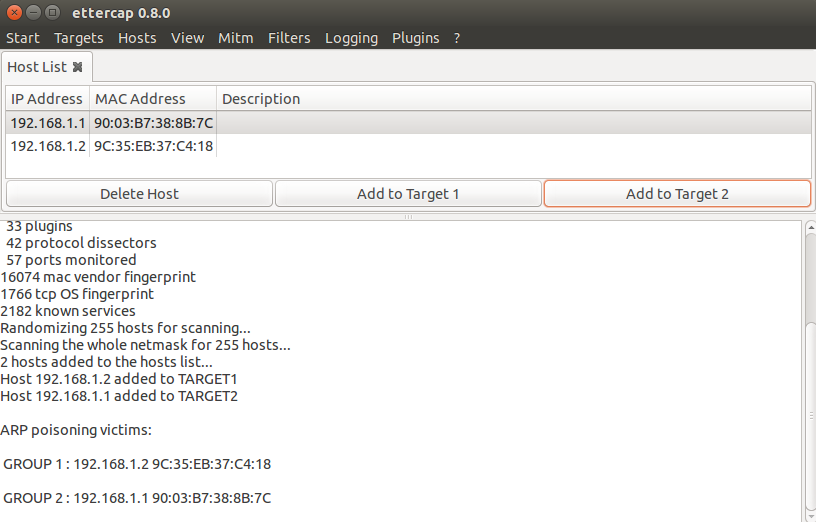 ettercap 0.8.0
Start Targets Hosts View Mitm Filters Logging Plugins ?
Host List
IP Address MAC Address Description
192.168.1.1 90:03:B7:38:8B:7C
192.168.1.2 9C:35:EB:37:C4:18
Delete Host Add to Target 1 Add to Target 2
33 plugins
42 protocol dissectors
57 ports monitored
16074 mac vendor fingerprint
1766 tcp OS fingerprint
2182 known services
Randomizing 255 hosts for scanning...
Scanning the whole netmask for 255 hosts...
2 hosts added to the hosts list...
Host 192.168.1.2 added to TARGET1
Host 192.168.1.1 added to TARGET2
ARP poisoning victims:
GROUP 1 : 192.168.1.2 9C:35:EB:37:C4:18
GROUP 2 : 192.168.1.1 90:03:B7:38:8B:7C